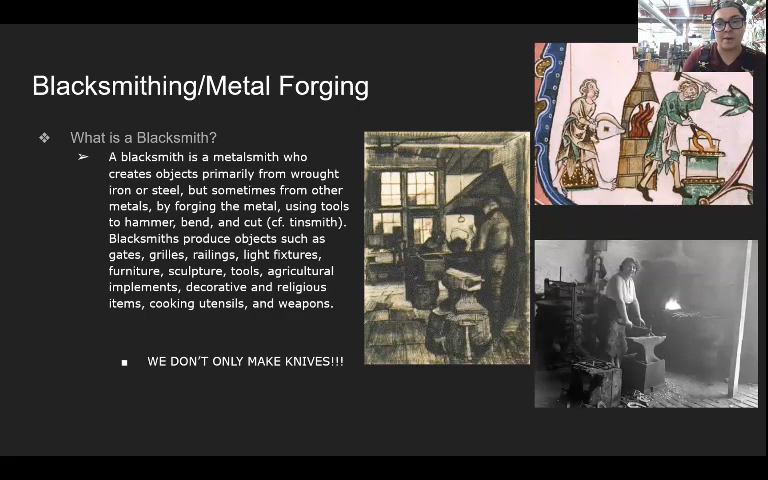 Blacksmithing/Metal Forging
What is a Blacksmith?
A blacksmith is a metalsmith who
creates objects primarily from wrought
iron or steel, but sometimes from other
metals, by forging the metal, using tools
to hammer, bend, and cut (cf. tinsmith).
Blacksmiths produce objects such as
gates, grilles, railings, light fixtures,
furniture, sculpture, tools, agricultural
implements, decorative and religious
items, cooking utensils, and weapons.
WE DON’T ONLY MAKE KNIVES!!!